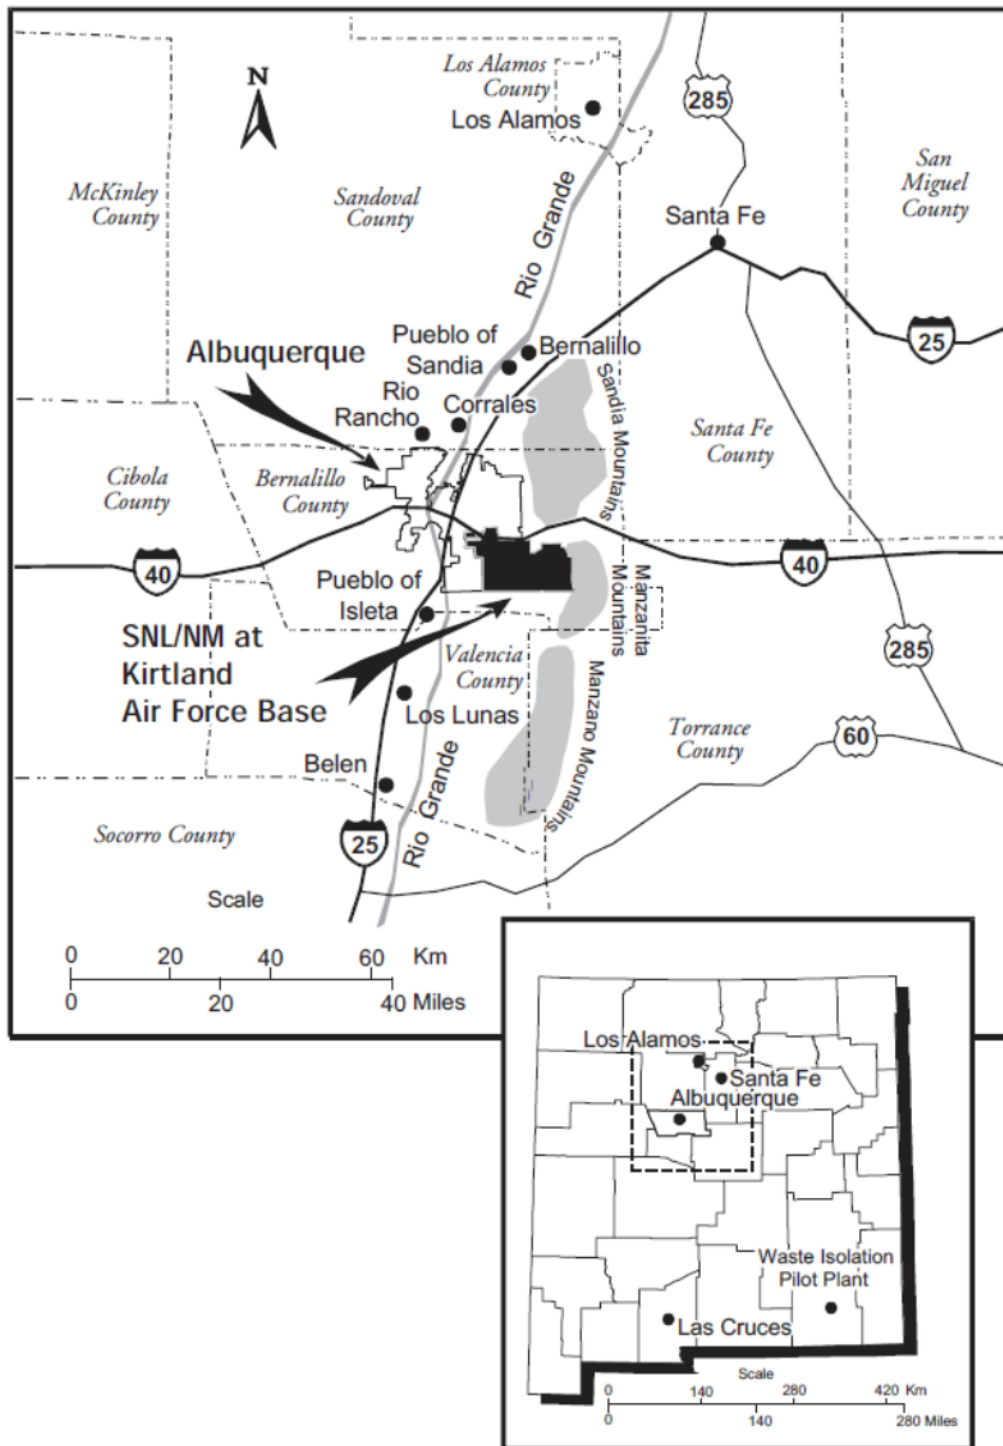 N
Los Alamos
County
Los Alamos
285
McKinley
County
Sandoval
County
San
Miguel
County
Rio Grande
Santa Fe
25
Pueblo of
Sandia
Bernalillo
Albuquerque
Rio
Rancho
Corrales
Sandia Mountains
Santa Fe
County
Cibola
County
Bernalillo
County
40
40
Pueblo of
Isleta
Manzanita
Mountains
SNL/NM at
Kirtland
Air Force Base
Valencia
County
285
Los Lunas
Manzano Mountains
Torrance
County
60
Belen
Rio Grande
Socorro County
25
Scale
0 20 40 60 Km
0 20 40 Miles
Los Alamos
Santa Fe
Albuquerque
Waste Isolation
Pilot Plant
Las Cruces
Scale
0 140 280 420 Km
0 140 280 Miles